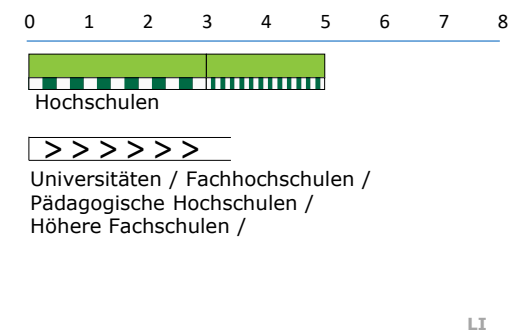 0 1 2 3 4 5 6 7 8
Hochschulen
> > > > > >
Universitäten / Fachhochschulen /
Pädagogische Hochschulen /
Höhere Fachschulen /
LI